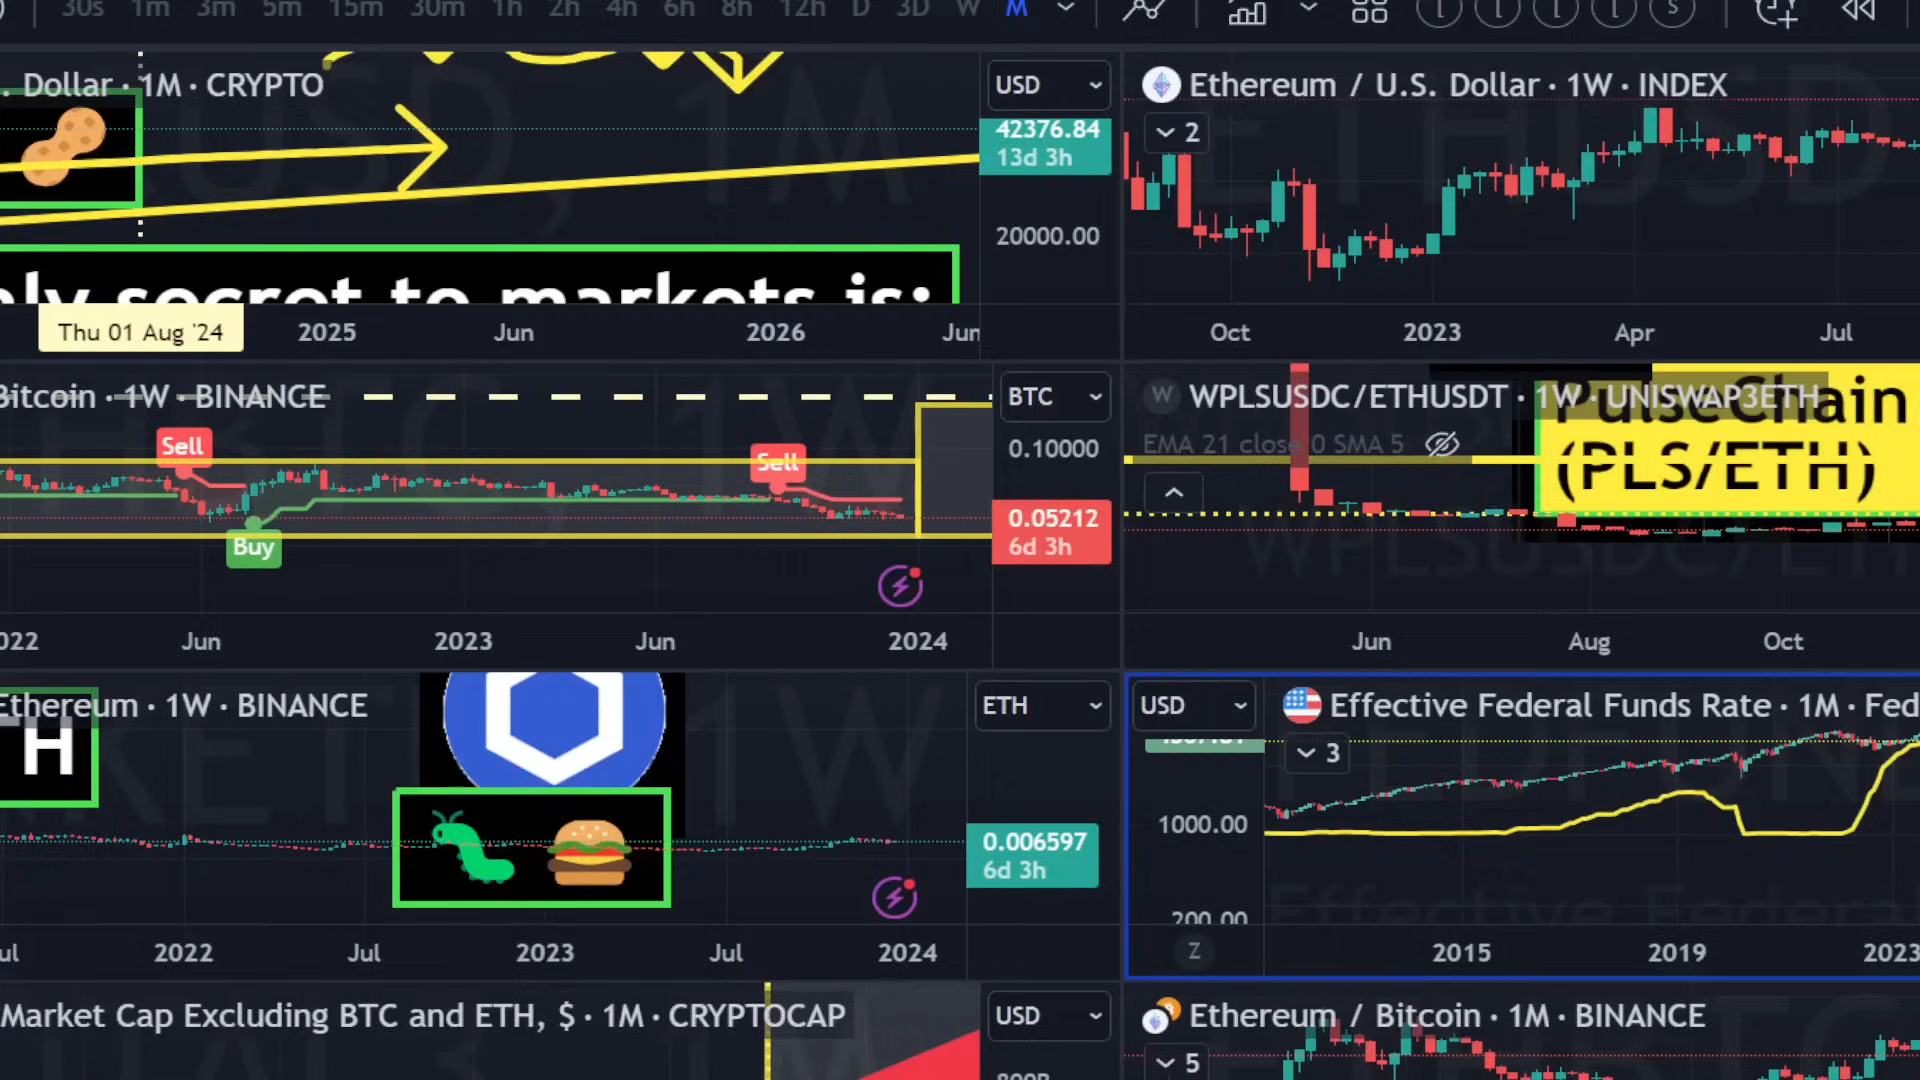 30s 1m 3m 5m 15m 30m 1h 2h 4h 6h 8h 12h D 3D W M
. Dollar · 1M · CRYPTO
USD
42376.84
13d 3h
20000.00
ly secret to markets is:
Thu 01 Aug '24
2025 Jun 2026 Jun
Ethereum / U.S. Dollar · 1W · INDEX
2
Oct 2023 Apr Jul
Bitcoin · 1W · BINANCE
BTC
0.10000
Sell
Sell
Buy
0.05212
6d 3h
022 Jun 2023 Jun 2024
WPLSUSDC/ETHUSDT · 1W · UNISWAP3ETH
EMA 21 close 0 SMA 5
PulseChain
(PLS/ETH)
Jun Aug Oct
Ethereum · 1W · BINANCE
H
ETH
0.006597
6d 3h
ul 2022 Jul 2023 Jul 2024
USD
Effective Federal Funds Rate · 1M · Fed
3
1000.00
200.00
Z
2015 2019 2023
Market Cap Excluding BTC and ETH, $ · 1M · CRYPTOCAP
USD
800B
Ethereum / Bitcoin · 1M · BINANCE
5